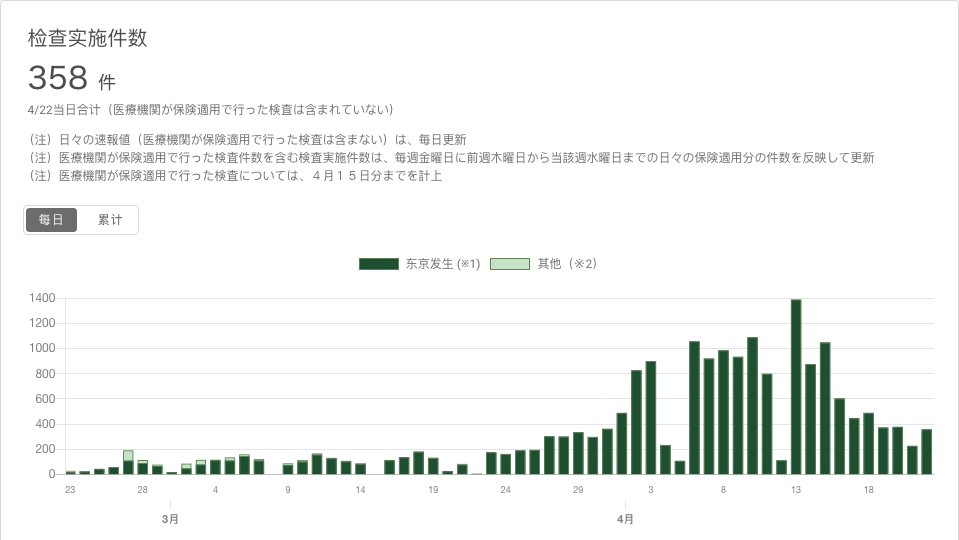 检查实施件数
358 件
4/22当日合计（医療機関が保険適用で行った検査は含まれていない）
（注）日々の速報値（医療機関が保険適用で行った検査は含まない）は、毎日更新
（注）医療機関が保険適用で行った検査件数を含む検査実施件数は、毎週金曜日に前週木曜日から当該週水曜日までの日々の保険適用分の件数を反映して更新
（注）医療機関が保険適用で行った検査については、４月１５日分までを計上
每日 累计
东京发生 (※1) 其他（※2）
1400
1200
1000
800
600
400
200
0
23 28 4 9 14 19 24 29 3 8 13 18
3月 4月